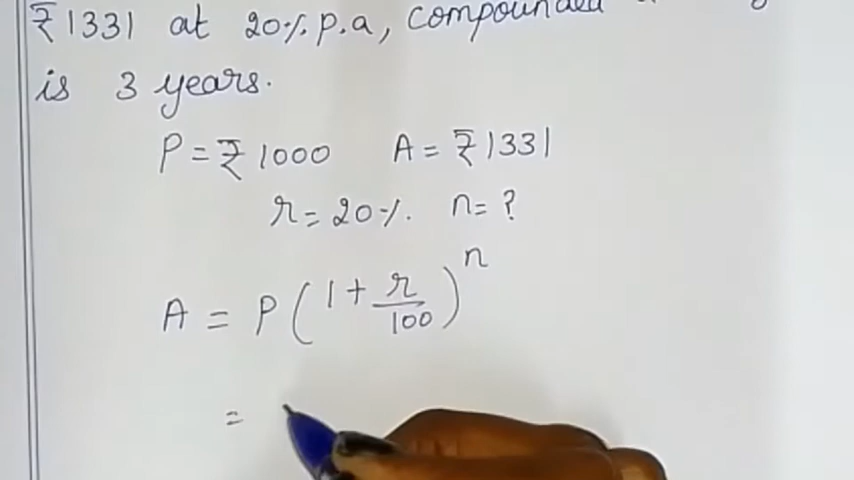 ₹1331 at 20% p.a, compounded
is 3 years.
P = ₹1000 A = ₹1331
r = 20% n = ?
A = P(1 + r/100)^n
=